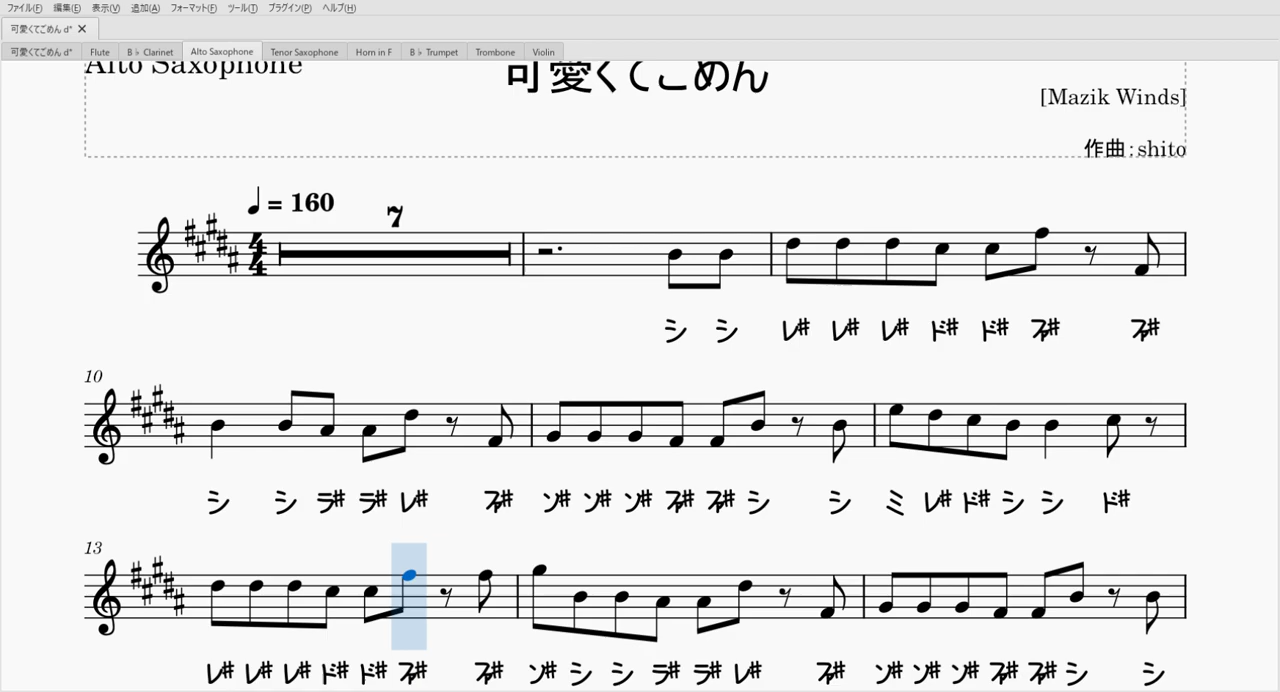 ファイル(F) 編集(E) 表示(V) 追加(A) フォーマット(F) ツール(T) プラグイン(P) ヘルプ(H)
可愛くてごめん d* ✕
可愛くてごめん d* Flute B♭ Clarinet Alto Saxophone Tenor Saxophone Horn in F B♭ Trumpet Trombone Violin
Alto Saxophone
可愛くてごめん
[Mazik Winds]
作曲：shito
♩ = 160
7
4/4
シ シ レ# レ# レ# ド# ド# ファ# ファ#
10
シ シ ラ# ラ# レ# ファ# ソ# ソ# ソ# ファ# ファ# シ シ ミ レ# ド# シ シ ド#
13
レ# レ# レ# ド# ド# ファ# ファ# ソ# シ シ ラ# ラ# レ# ファ# ソ# ソ# ソ# ファ# ファ# シ シ